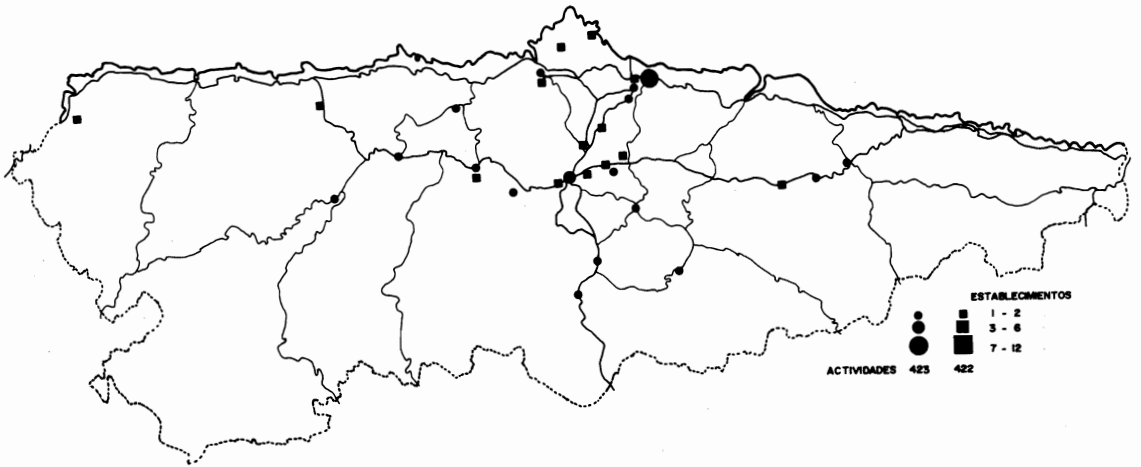 ESTABLECIMIENTOS
1 - 2
3 - 6
7 - 12
ACTIVIDADES 423 422